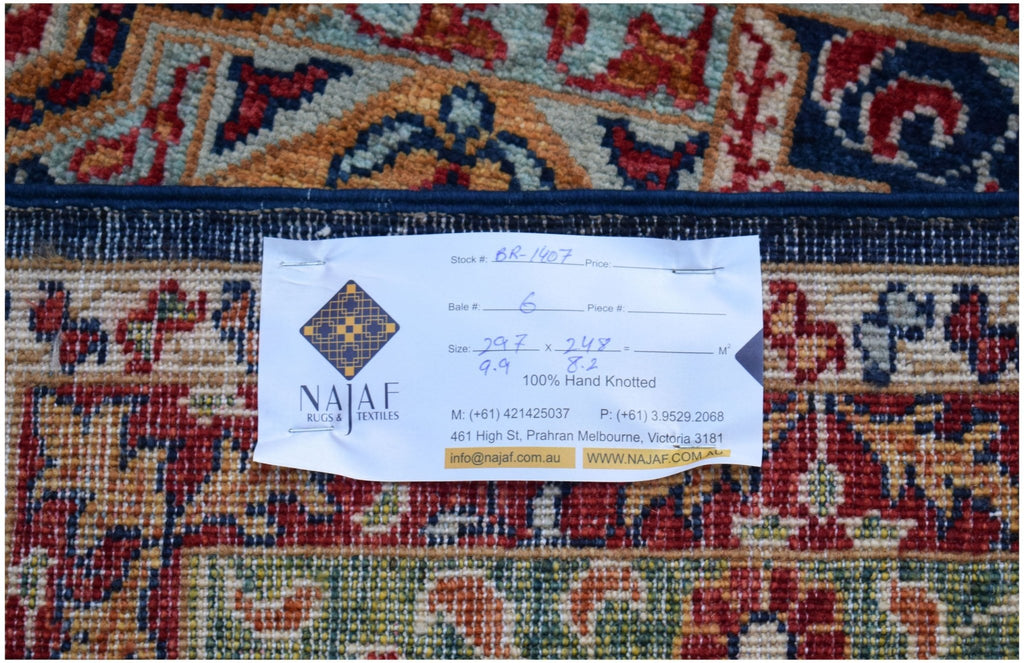 Stock #: BR-1407 Price:
Bale #: 6 Piece #:
Size: 297 x 248 = M²
9.9 8.2
100% Hand Knotted
NAJAF
RUGS & TEXTILES
M: (+61) 421425037 P: (+61) 3.9529.2068
461 High St, Prahran Melbourne, Victoria 3181
info@najaf.com.au WWW.NAJAF.COM.AU